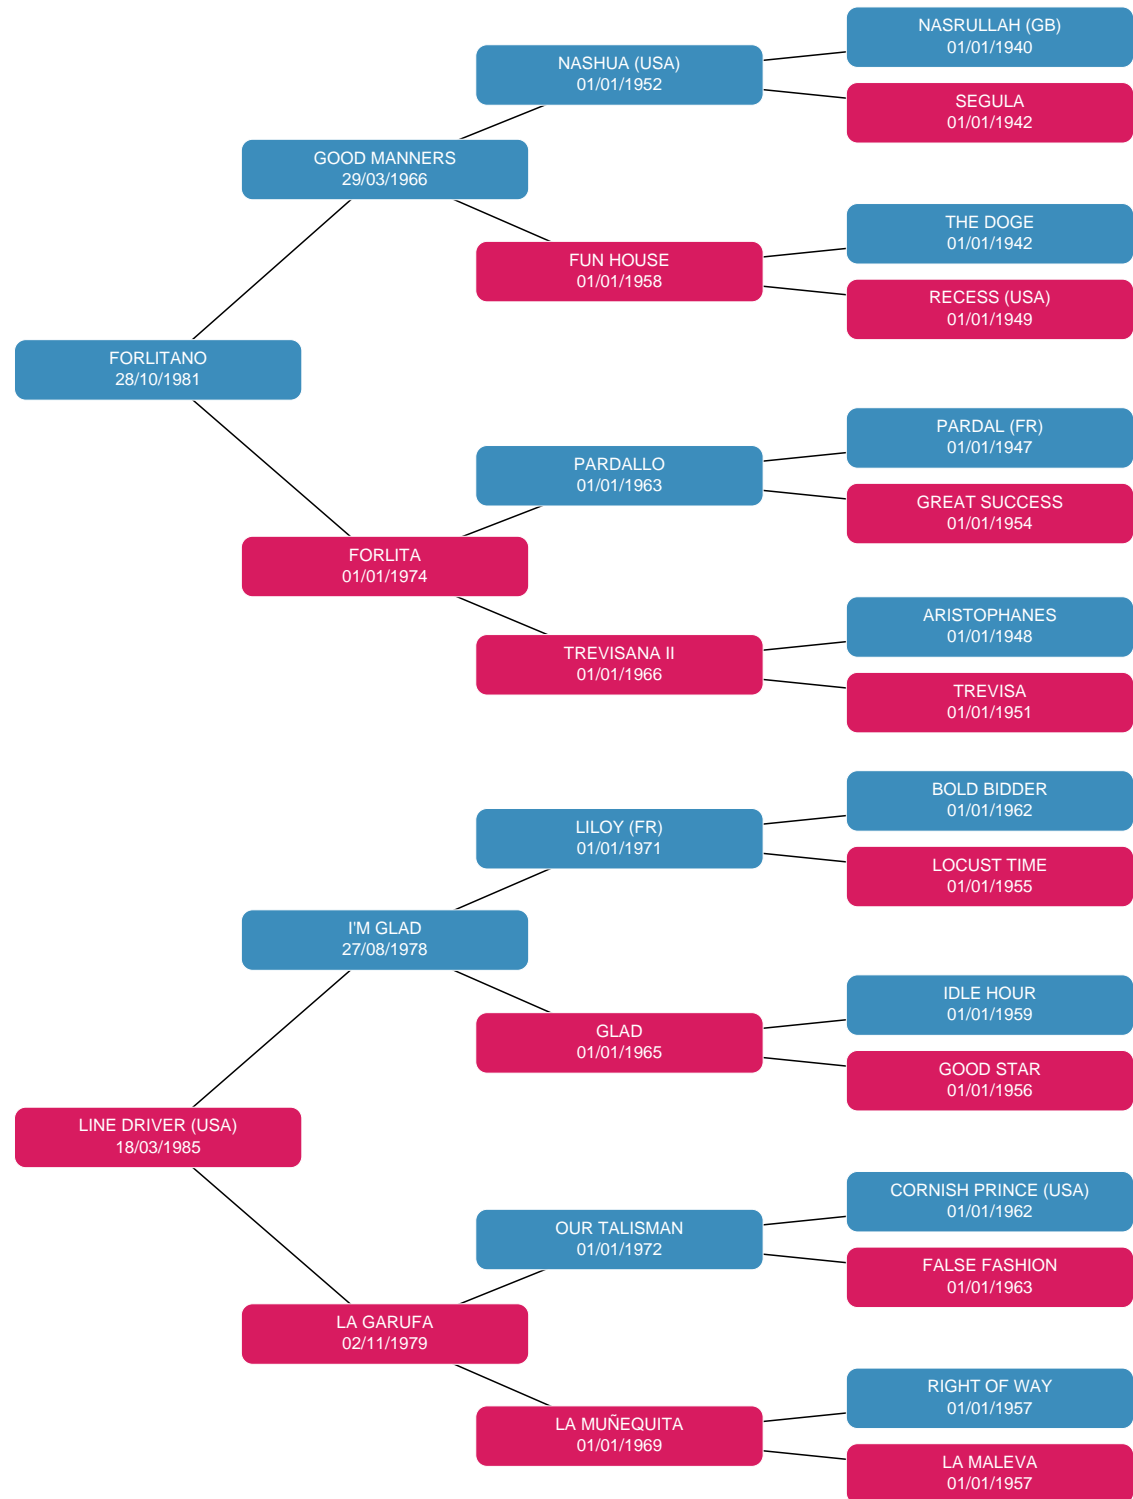 NASRULLAH (GB)
01/01/1940
NASHUA (USA)
01/01/1952
SEGULA
01/01/1942
GOOD MANNERS
29/03/1966
THE DOGE
01/01/1942
FUN HOUSE
01/01/1958
RECESS (USA)
01/01/1949
FORLITANO
28/10/1981
PARDAL (FR)
01/01/1947
PARDALLO
01/01/1963
GREAT SUCCESS
01/01/1954
FORLITA
01/01/1974
ARISTOPHANES
01/01/1948
TREVISANA II
01/01/1966
TREVISA
01/01/1951
BOLD BIDDER
01/01/1962
LILOY (FR)
01/01/1971
LOCUST TIME
01/01/1955
I'M GLAD
27/08/1978
IDLE HOUR
01/01/1959
GLAD
01/01/1965
GOOD STAR
01/01/1956
LINE DRIVER (USA)
18/03/1985
CORNISH PRINCE (USA)
01/01/1962
OUR TALISMAN
01/01/1972
FALSE FASHION
01/01/1963
LA GARUFA
02/11/1979
RIGHT OF WAY
01/01/1957
LA MUÑEQUITA
01/01/1969
LA MALEVA
01/01/1957